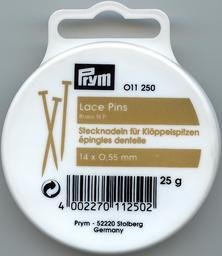 Prym
011 250
Lace Pins
Brass N.P.
Stecknadeln für Klöppelspitzen
épingles dentelle
14 x 0,55 mm
25 g
4 002270 112502
Prym - 52220 Stolberg
Germany